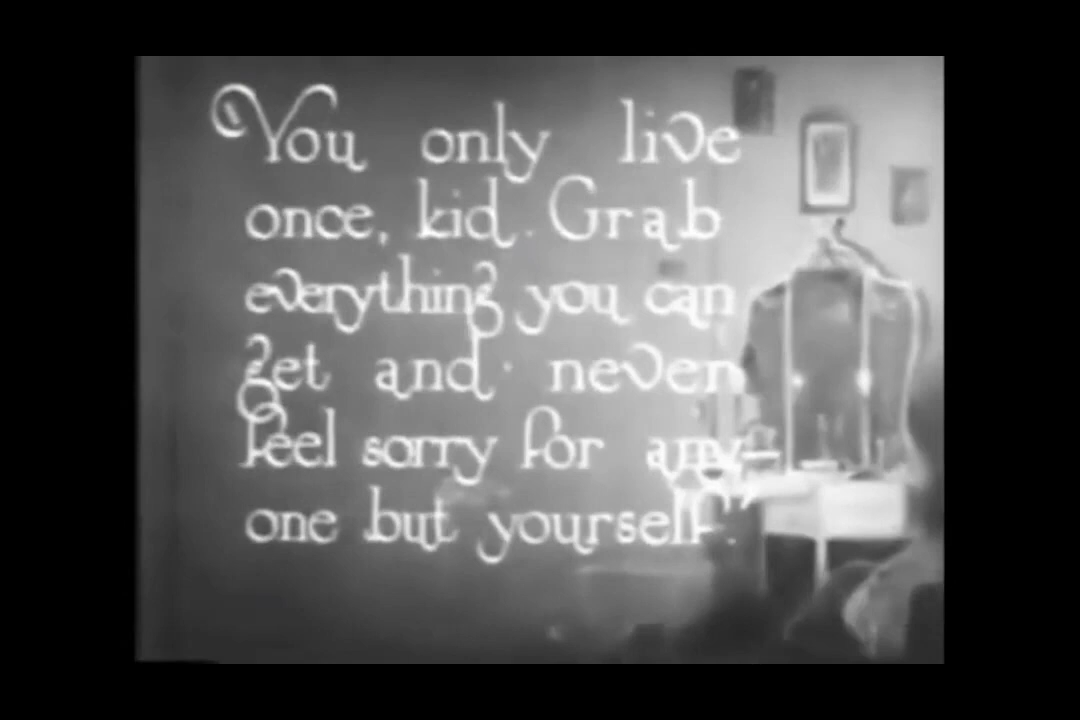 "You only live
once, kid. Grab
everything you can
get and never
feel sorry for any-
one but yourself".